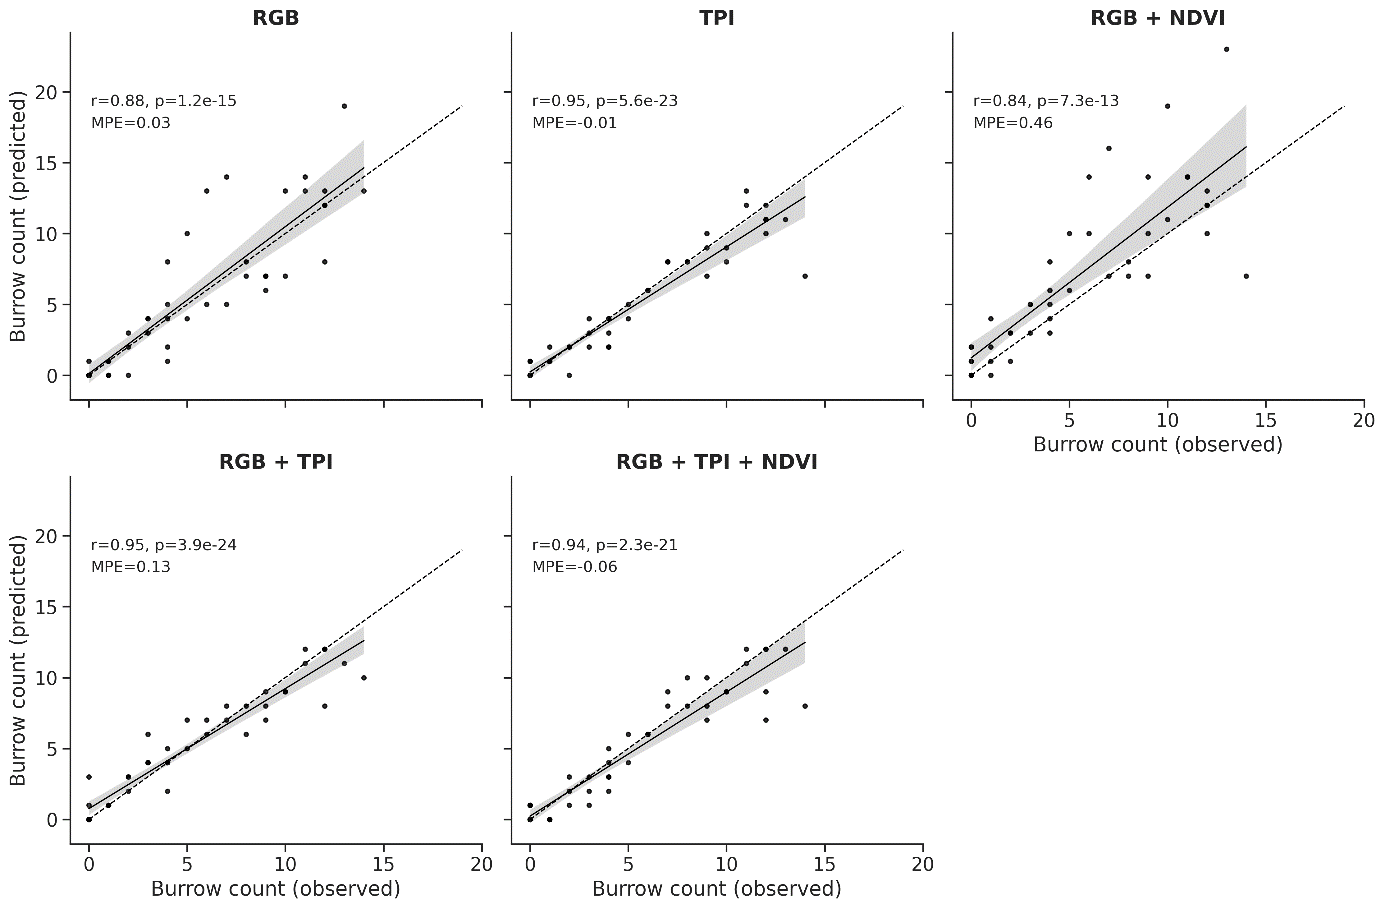 RGB
TPI
RGB + NDVI
r=0.88, p=1.2e-15
MPE=0.03
r=0.95, p=5.6e-23
MPE=-0.01
r=0.84, p=7.3e-13
MPE=0.46
Burrow count (predicted)
20
15
10
5
0
0 5 10 15 20
Burrow count (observed)
RGB + TPI
RGB + TPI + NDVI
r=0.95, p=3.9e-24
MPE=0.13
r=0.94, p=2.3e-21
MPE=-0.06
Burrow count (predicted)
20
15
10
5
0
0 5 10 15 20
0 5 10 15 20
Burrow count (observed)
Burrow count (observed)